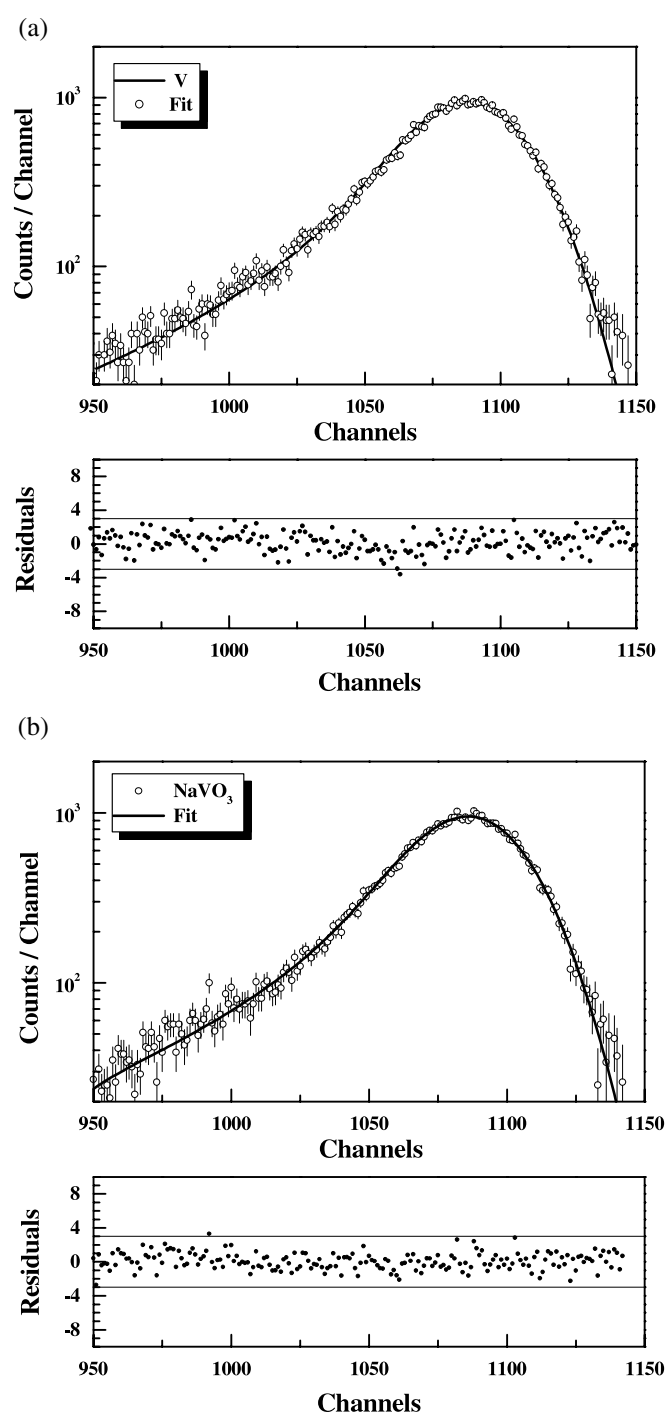 (a)
V
Fit
10³
10²
Counts / Channel
950 1000 1050 1100 1150
Channels
8
4
0
-4
-8
Residuals
950 1000 1050 1100 1150
Channels
(b)
NaVO₃
Fit
10³
10²
Counts / Channel
950 1000 1050 1100 1150
Channels
8
4
0
-4
-8
Residuals
950 1000 1050 1100 1150
Channels